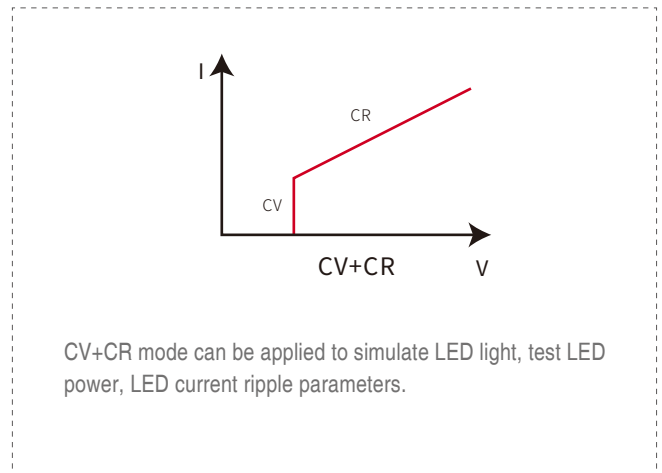 I
CR
CV
CV+CR
V
CV+CR mode can be applied to simulate LED light, test LED
power, LED current ripple parameters.